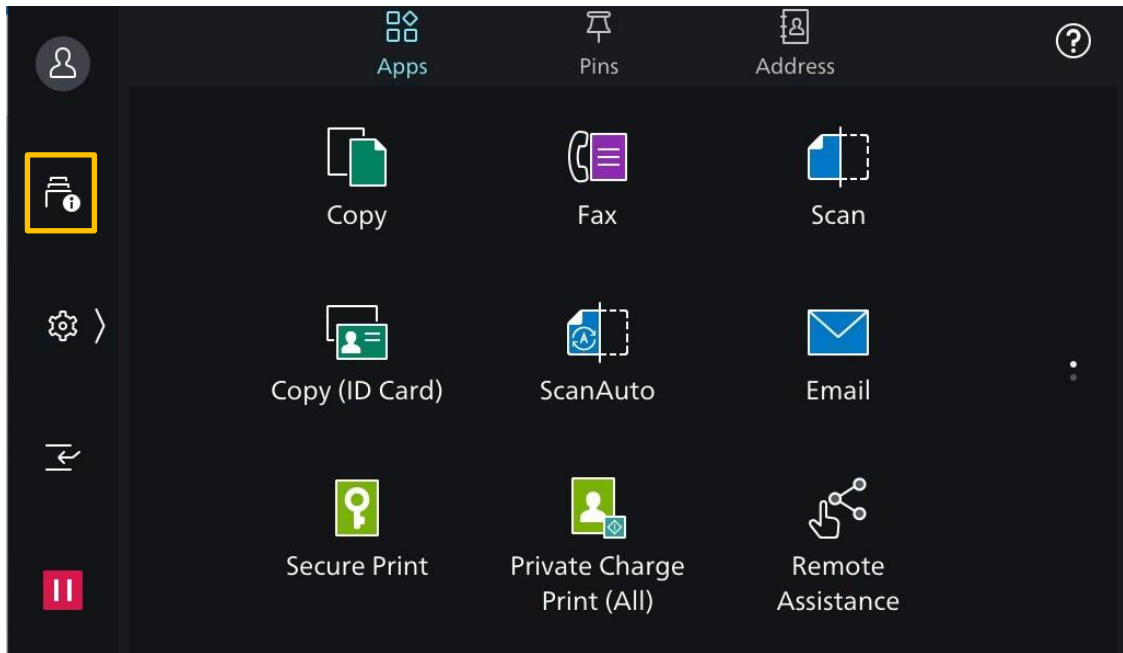 Apps
Pins
Address
Copy
Fax
Scan
Copy (ID Card)
ScanAuto
Email
Secure Print
Private Charge
Print (All)
Remote
Assistance